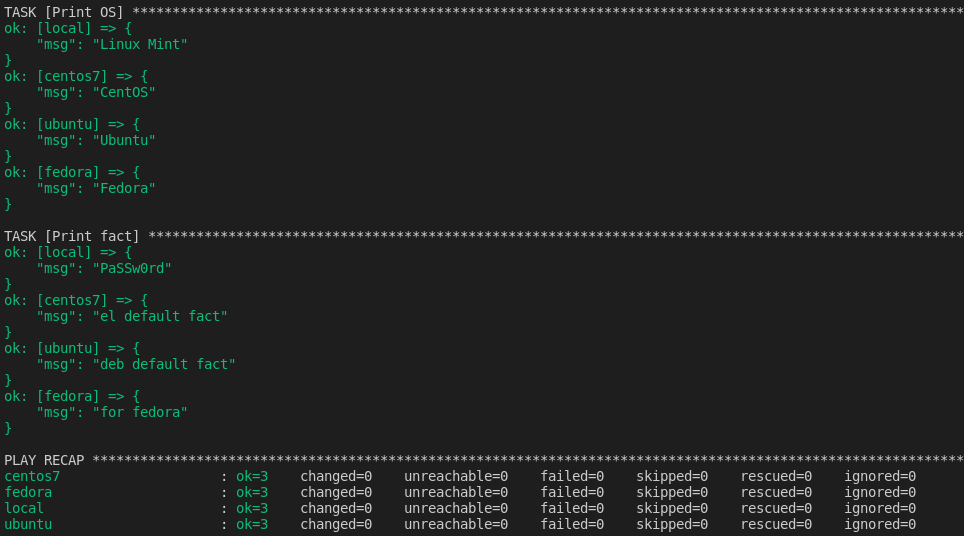 TASK [Print OS] ********************************************************************************************************
ok: [local] => {
    "msg": "Linux Mint"
}
ok: [centos7] => {
    "msg": "CentOS"
}
ok: [ubuntu] => {
    "msg": "Ubuntu"
}
ok: [fedora] => {
    "msg": "Fedora"
}
TASK [Print fact] ******************************************************************************************************
ok: [local] => {
    "msg": "PaSSw0rd"
}
ok: [centos7] => {
    "msg": "el default fact"
}
ok: [ubuntu] => {
    "msg": "deb default fact"
}
ok: [fedora] => {
    "msg": "for fedora"
}
PLAY RECAP *************************************************************************************************************
centos7                    : ok=3    changed=0    unreachable=0    failed=0    skipped=0    rescued=0    ignored=0
fedora                     : ok=3    changed=0    unreachable=0    failed=0    skipped=0    rescued=0    ignored=0
local                      : ok=3    changed=0    unreachable=0    failed=0    skipped=0    rescued=0    ignored=0
ubuntu                     : ok=3    changed=0    unreachable=0    failed=0    skipped=0    rescued=0    ignored=0